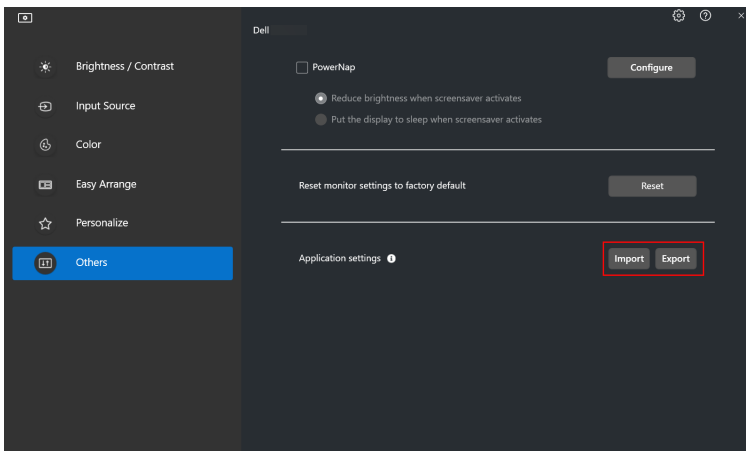 Dell
Brightness / Contrast
Input Source
Color
Easy Arrange
Personalize
Others
PowerNap
Configure
Reduce brightness when screensaver activates
Put the display to sleep when screensaver activates
Reset monitor settings to factory default
Reset
Application settings
Import
Export